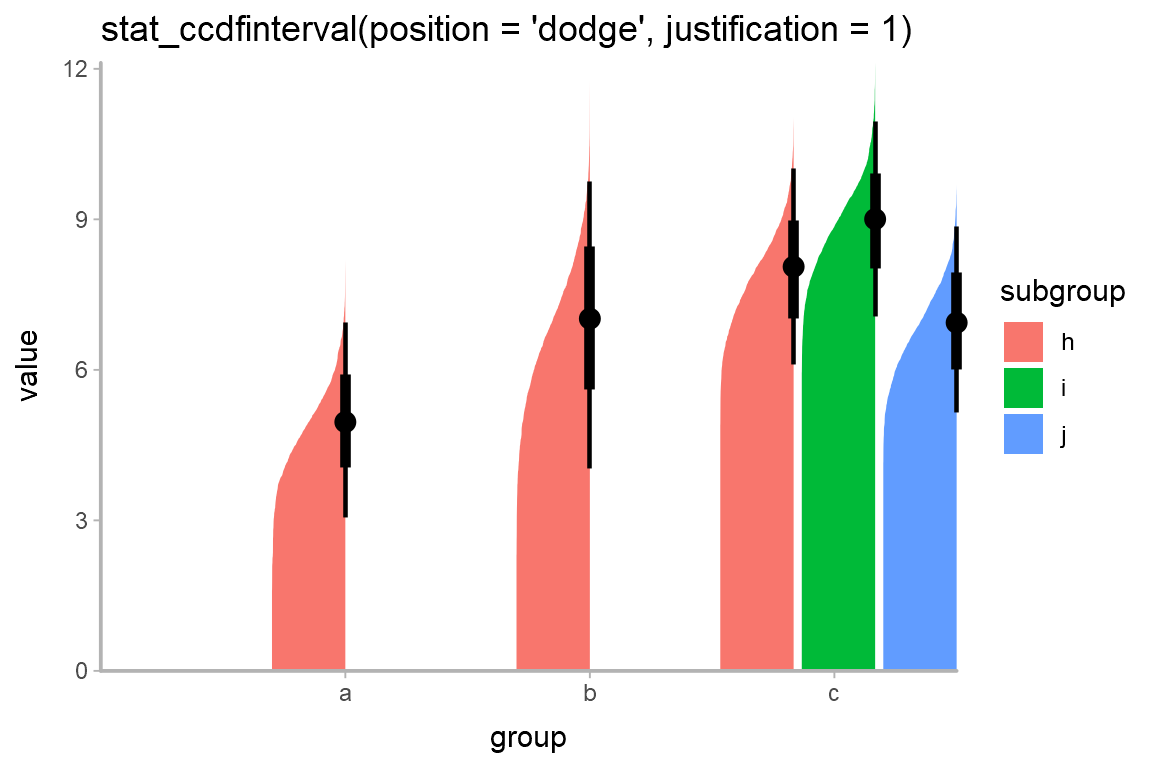 stat_ccdfinterval(position = 'dodge', justification = 1)
12
9
6
3
0
value
a
b
c
group
subgroup
h
i
j